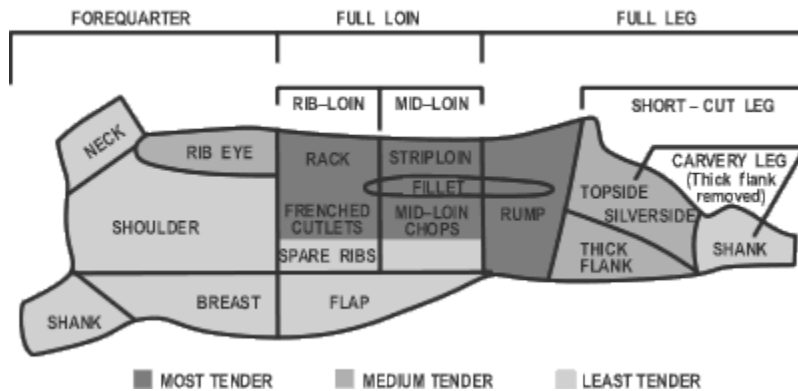 FOREQUARTER
FULL LOIN
FULL LEG
RIB–LOIN
MID–LOIN
SHORT – CUT LEG
NECK
RIB EYE
RACK
STRIPLOIN
CARVERY LEG
(Thick flank
removed)
FILLET
TOPSIDE
SHOULDER
FRENCHED
CUTLETS
MID–LOIN
CHOPS
RUMP
SILVERSIDE
SPARE RIBS
THICK
FLANK
SHANK
BREAST
FLAP
SHANK
MOST TENDER
MEDIUM TENDER
LEAST TENDER